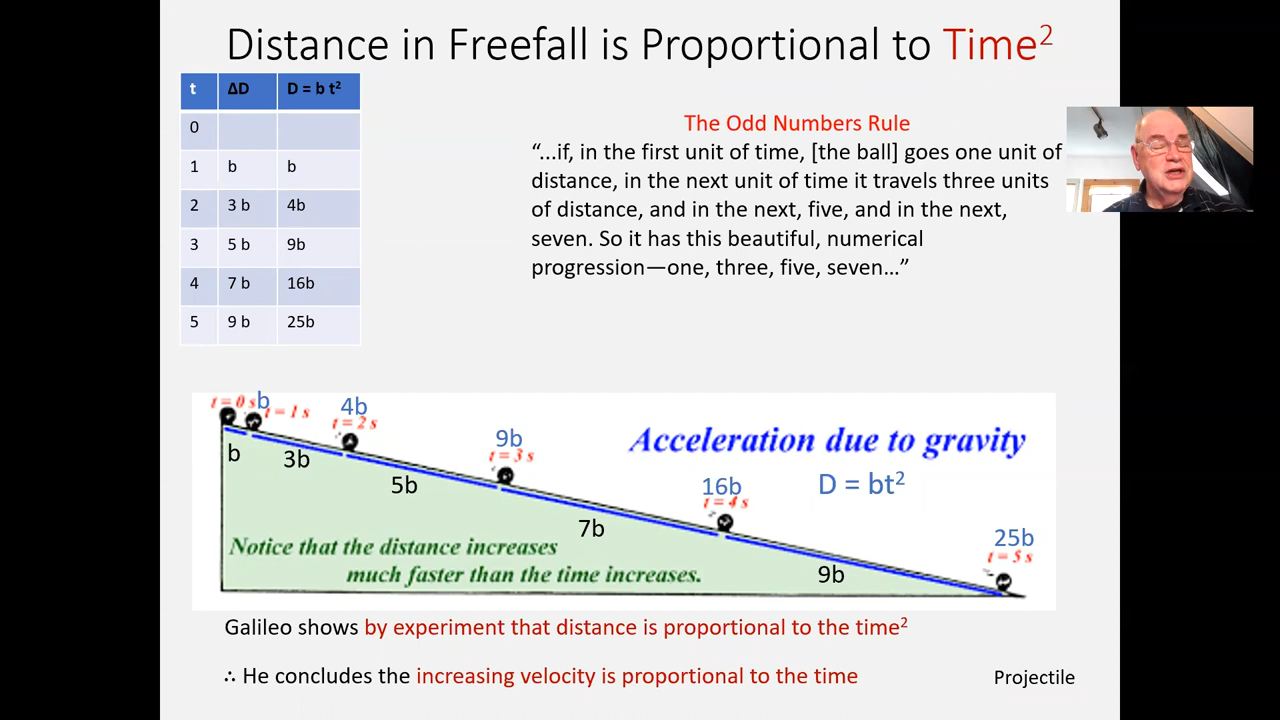 Distance in Freefall is Proportional to Time²
t ΔD D = b t²
0
1 b b
2 3 b 4b
3 5 b 9b
4 7 b 16b
5 9 b 25b
The Odd Numbers Rule
“...if, in the first unit of time, [the ball] goes one unit of
distance, in the next unit of time it travels three units
of distance, and in the next, five, and in the next,
seven. So it has this beautiful, numerical
progression—one, three, five, seven…”
t = 0 s
b
t = 1 s
4b
t = 2 s
9b
t = 3 s
16b
t = 4 s
25b
t = 5 s
b
3b
5b
7b
9b
Acceleration due to gravity
D = bt²
Notice that the distance increases
much faster than the time increases.
Galileo shows by experiment that distance is proportional to the time²
∴ He concludes the increasing velocity is proportional to the time
Projectile